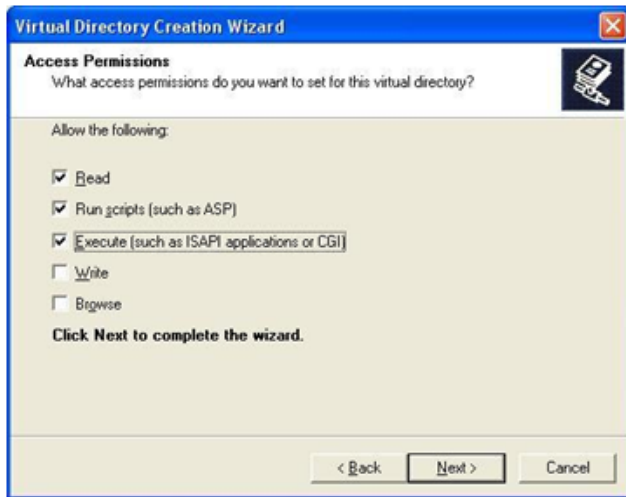 Virtual Directory Creation Wizard
Access Permissions
What access permissions do you want to set for this virtual directory?
Allow the following:
Read
Run scripts (such as ASP)
Execute (such as ISAPI applications or CGI)
Write
Browse
Click Next to complete the wizard.
< Back
Next >
Cancel